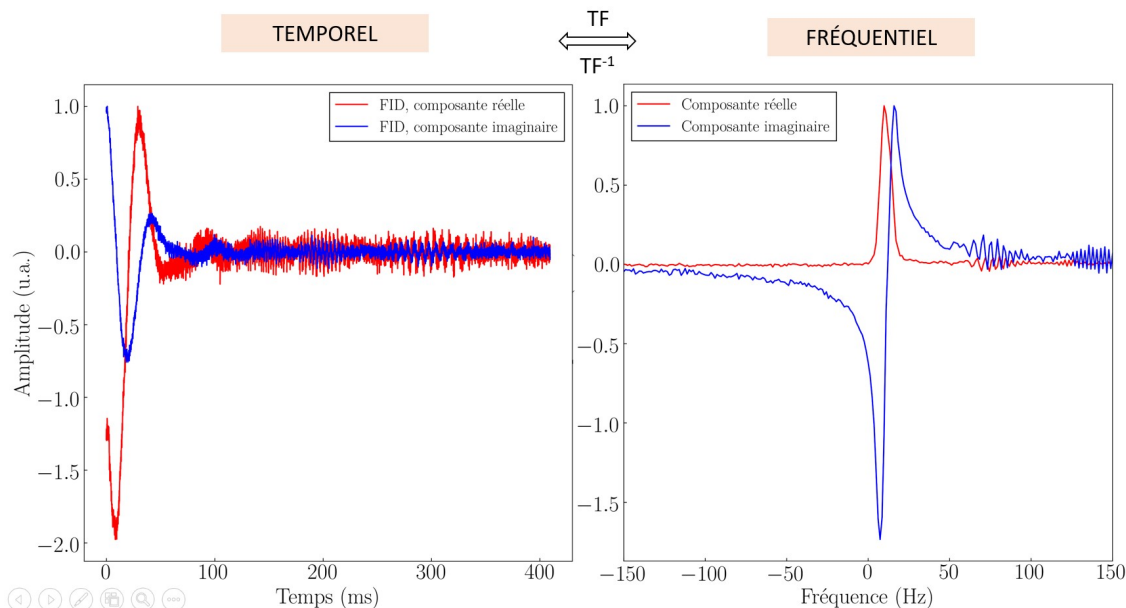 TEMPOREL
TF
TF-1
FRÉQUENTIEL
FID, composante réelle
FID, composante imaginaire
Amplitude (u.a.)
1.0
0.5
0.0
−0.5
−1.0
−1.5
−2.0
0
100
200
300
400
Temps (ms)
Composante réelle
Composante imaginaire
1.0
0.5
0.0
−0.5
−1.0
−1.5
−150
−100
−50
0
50
100
150
Fréquence (Hz)